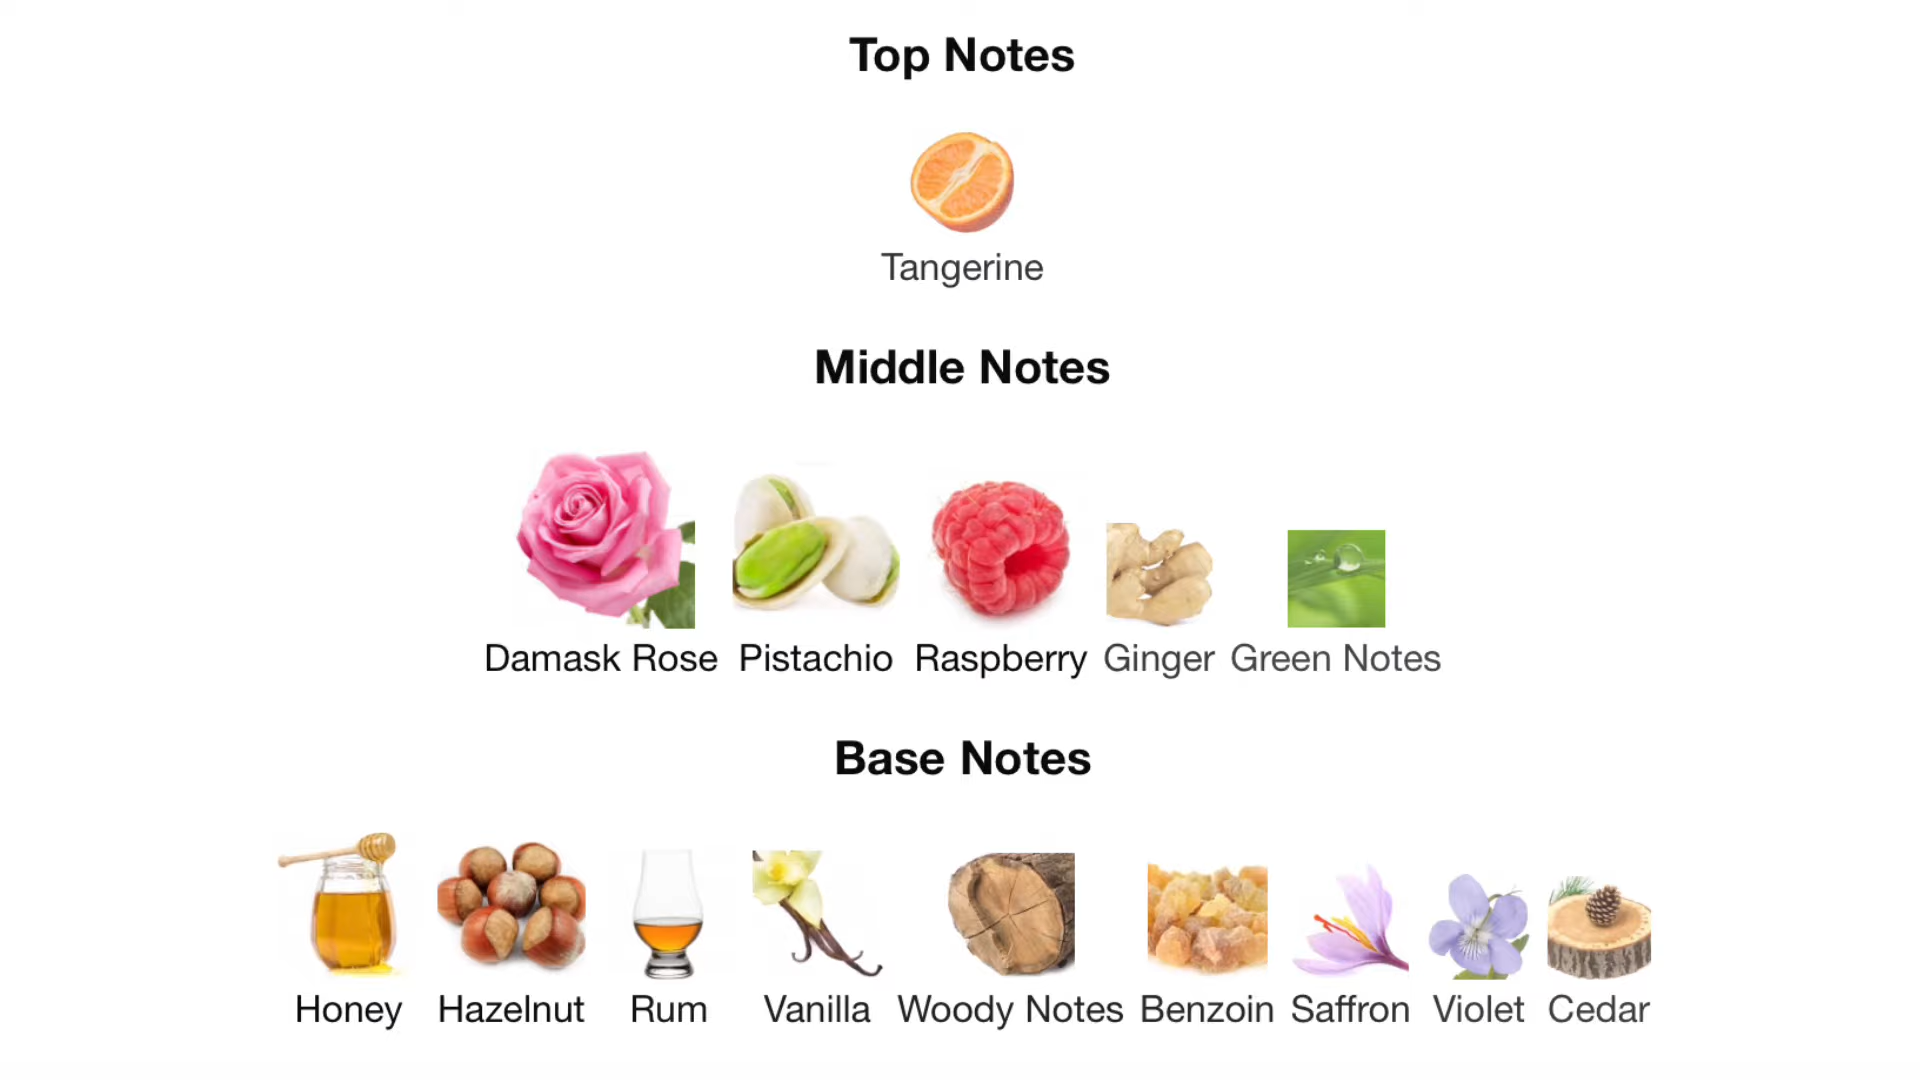 Top Notes
Tangerine
Middle Notes
Damask Rose Pistachio Raspberry Ginger Green Notes
Base Notes
Honey Hazelnut Rum Vanilla Woody Notes Benzoin Saffron Violet Cedar